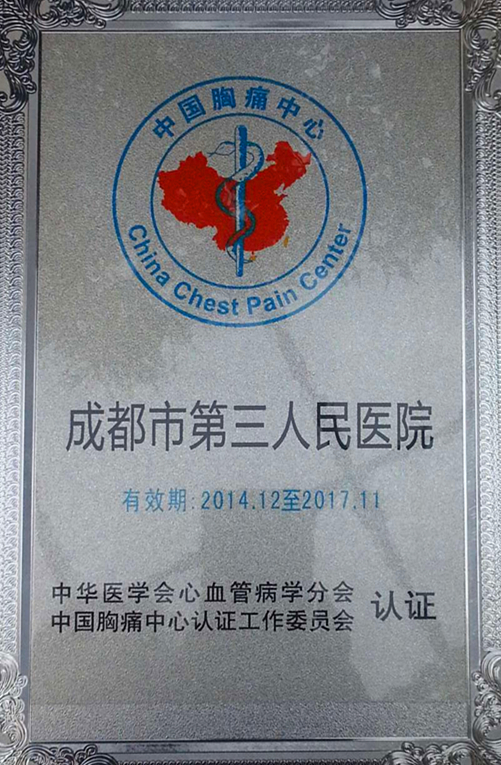 中国胸痛中心
China Chest Pain Center
成都市第三人民医院
有效期:2014.12至2017.11
中华医学会心血管病学分会
中国胸痛中心认证工作委员会
认证